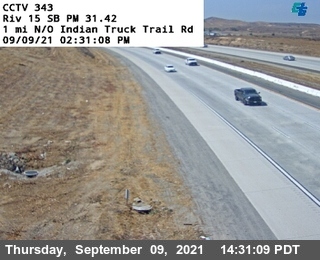 CCTV 343
Riv 15 SB PM 31.42
1 mi N/O Indian Truck Trail Rd
09/09/21 02:31:08 PM
Thursday, September 09, 2021 14:31:09 PDT